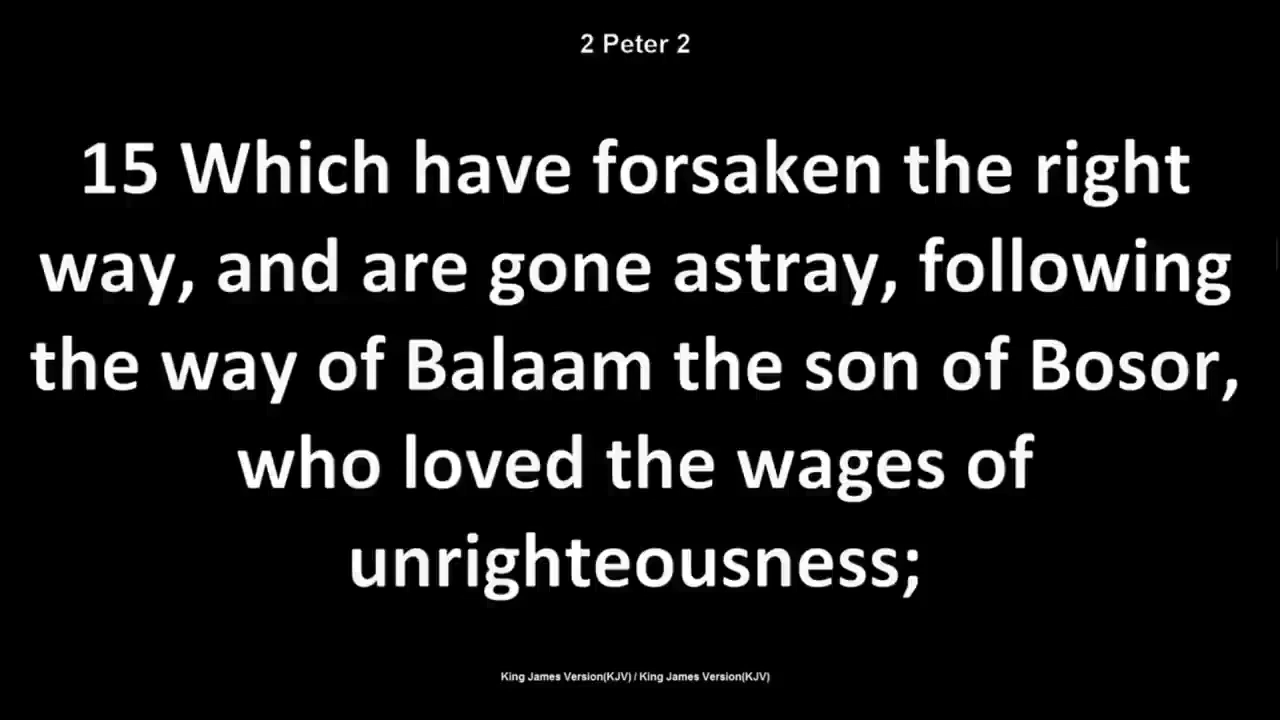 2 Peter 2
15 Which have forsaken the right
way, and are gone astray, following
the way of Balaam the son of Bosor,
who loved the wages of
unrighteousness;
King James Version(KJV) / King James Version(KJV)